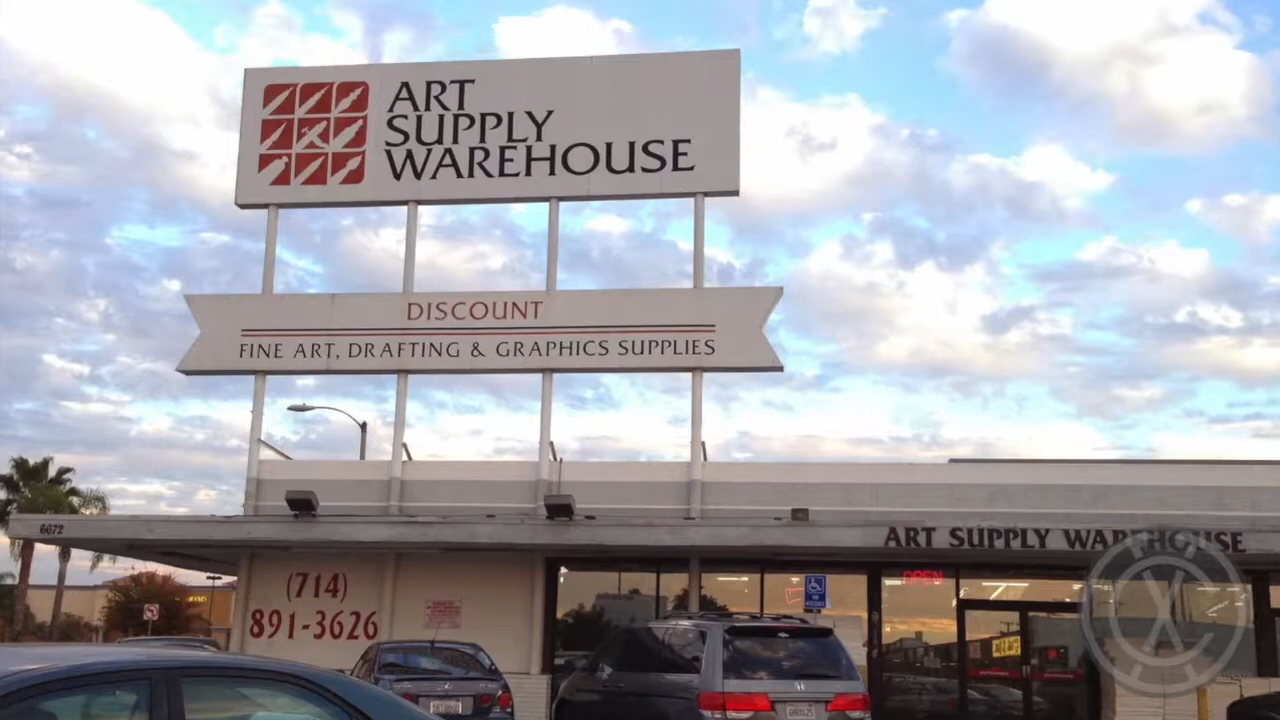 ART
SUPPLY
WAREHOUSE
DISCOUNT
FINE ART, DRAFTING & GRAPHICS SUPPLIES
6672
ART SUPPLY WAREHOUSE
OPEN
(714)
891-3626